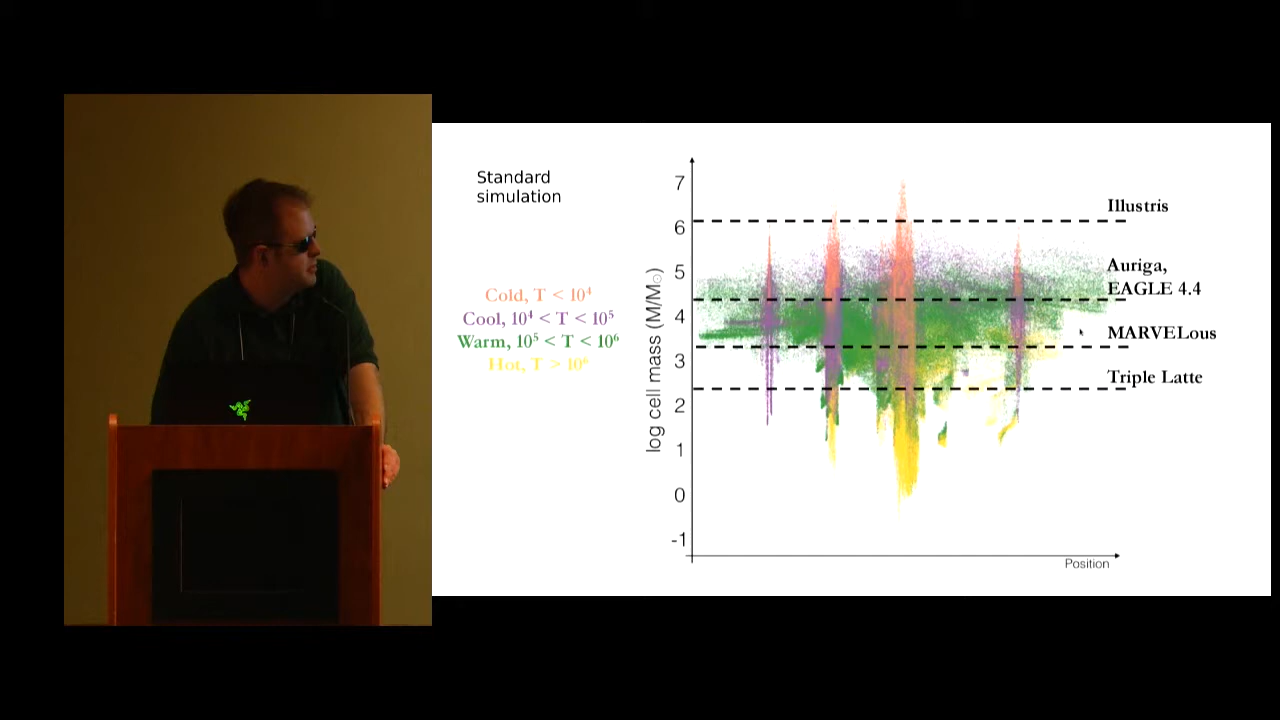 Standard
simulation
Cold, T < 10⁴
Cool, 10⁴ < T < 10⁵
Warm, 10⁵ < T < 10⁶
Hot, T > 10⁶
log cell mass (M/M☉)
7
6
5
4
3
2
1
0
-1
Illustris
Auriga,
EAGLE 4.4
MARVELous
Triple Latte
Position